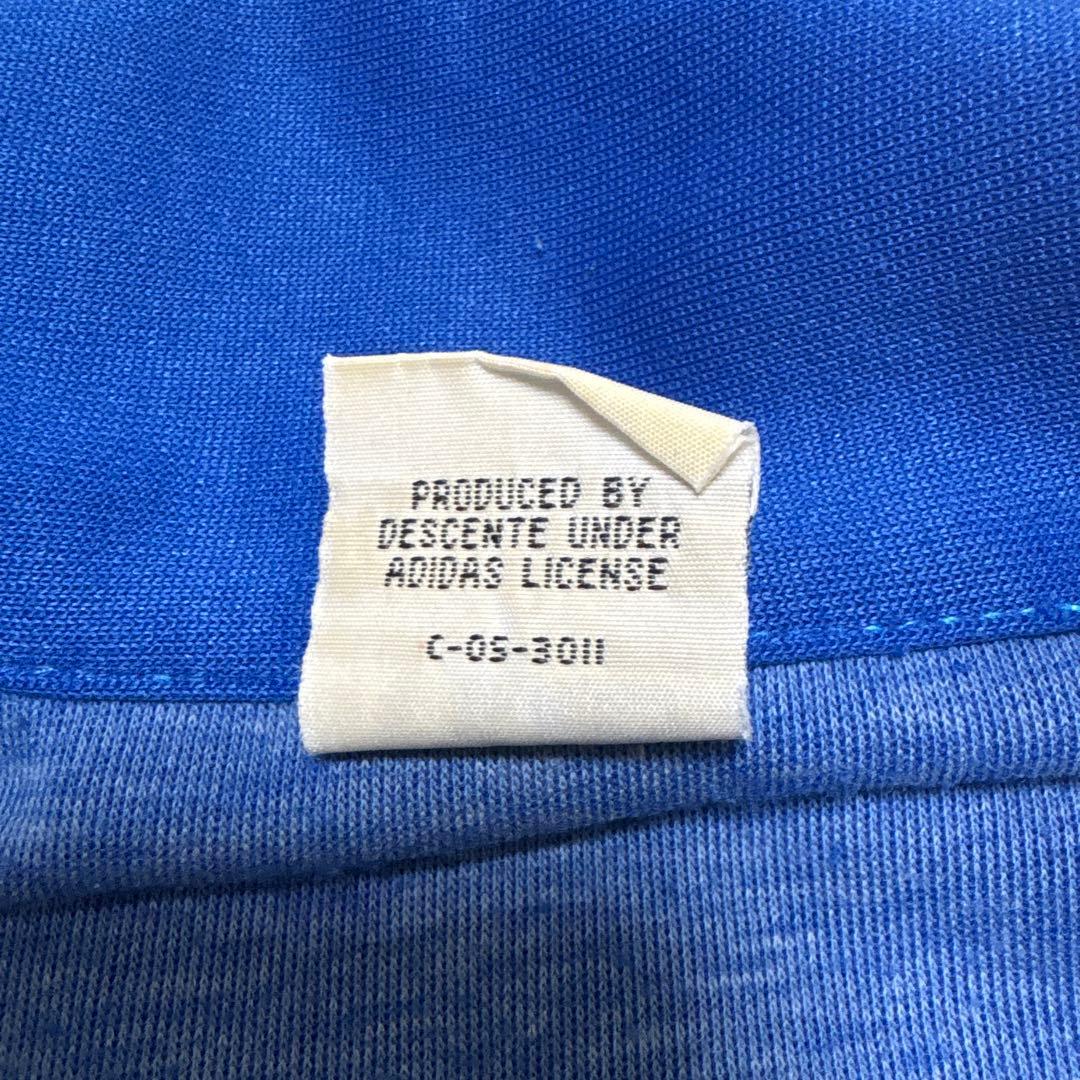 PRODUCED BY
DESCENTE UNDER
ADIDAS LICENSE
C-05-3011